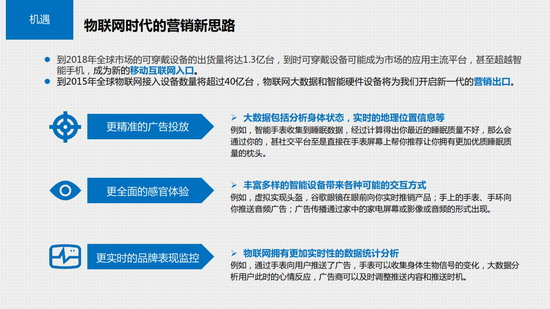 机遇
物联网时代的营销新思路
到2018年全球市场的可穿戴设备的出货量将达1.3亿台，到时可穿戴设备可能成为市场的应用主流平台，甚至超越智
能手机，成为新的移动互联网入口。
到2015年全球物联网接入设备数量将超过40亿台，物联网大数据和智能硬件设备将为我们开启新一代的营销出口。
更精准的广告投放
大数据包括分析身体状态，实时的地理位置信息等
例如，智能手表收集到睡眠数据，经过计算得出你最近的睡眠质量不好，那么会
通过你的，甚社交平台至是直接在手表屏幕上帮你推荐让你拥有更加优质睡眠质
量的枕头。
更全面的感官体验
丰富多样的智能设备带来各种可能的交互方式
例如，虚拟实现头盔，谷歌眼镜在眼前向你实时推销产品；手上的手表、手环向
你推送音频广告；广告传播通过家中的家电屏幕或影像或音频的形式出现。
更实时的品牌表现监控
物联网拥有更加实时性的数据统计分析
例如，通过手表向用户推送了广告，手表可以收集身体生物信号的变化，大数据分
析用户此时的心情反应，广告商可以及时调整推送内容和推送时机。